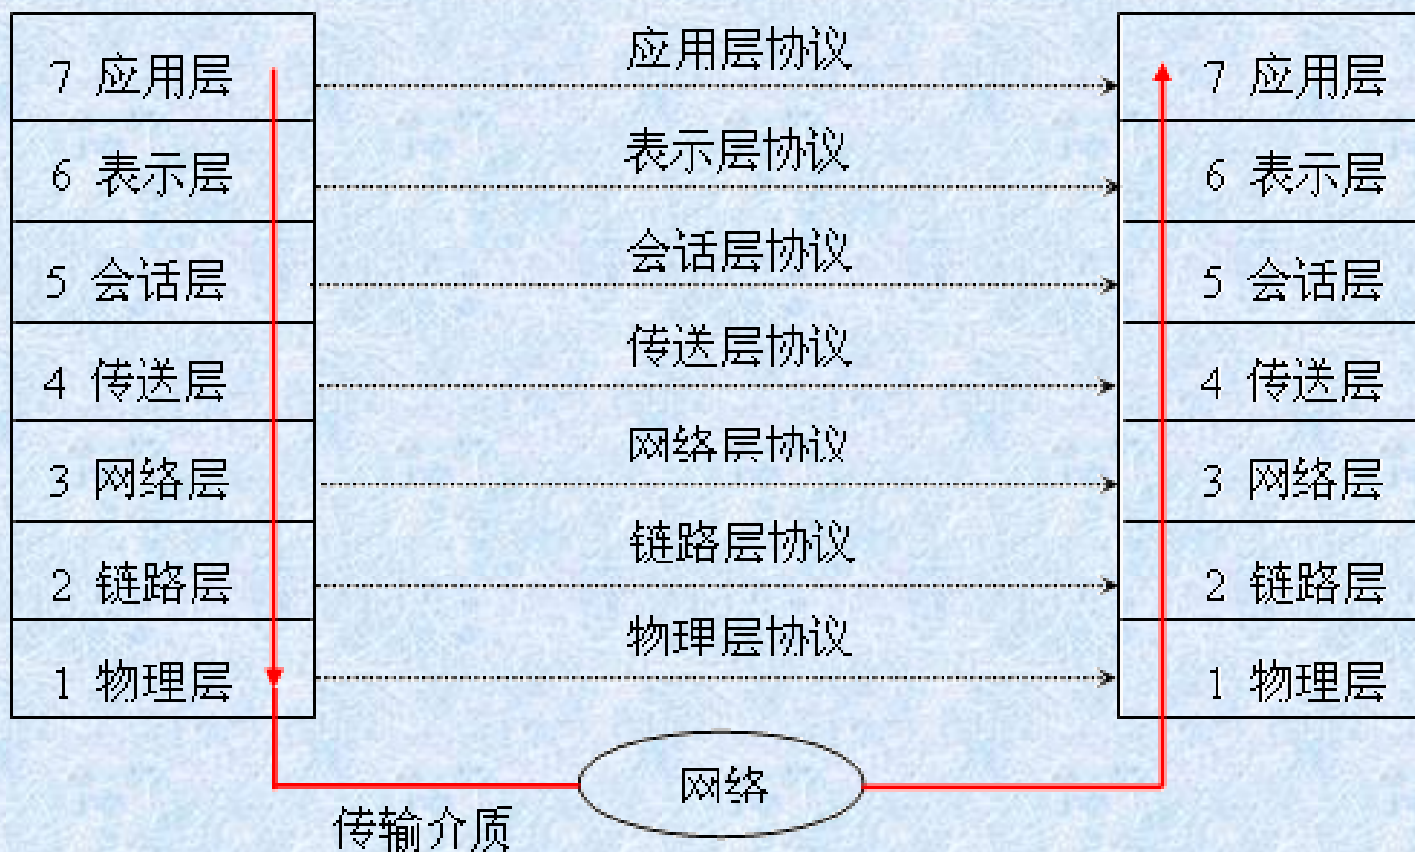 应用层协议
7 应用层
7 应用层
表示层协议
6 表示层
6 表示层
会话层协议
5 会话层
5 会话层
传送层协议
4 传送层
4 传送层
网络层协议
3 网络层
3 网络层
链路层协议
2 链路层
2 链路层
物理层协议
1 物理层
1 物理层
网络
传输介质